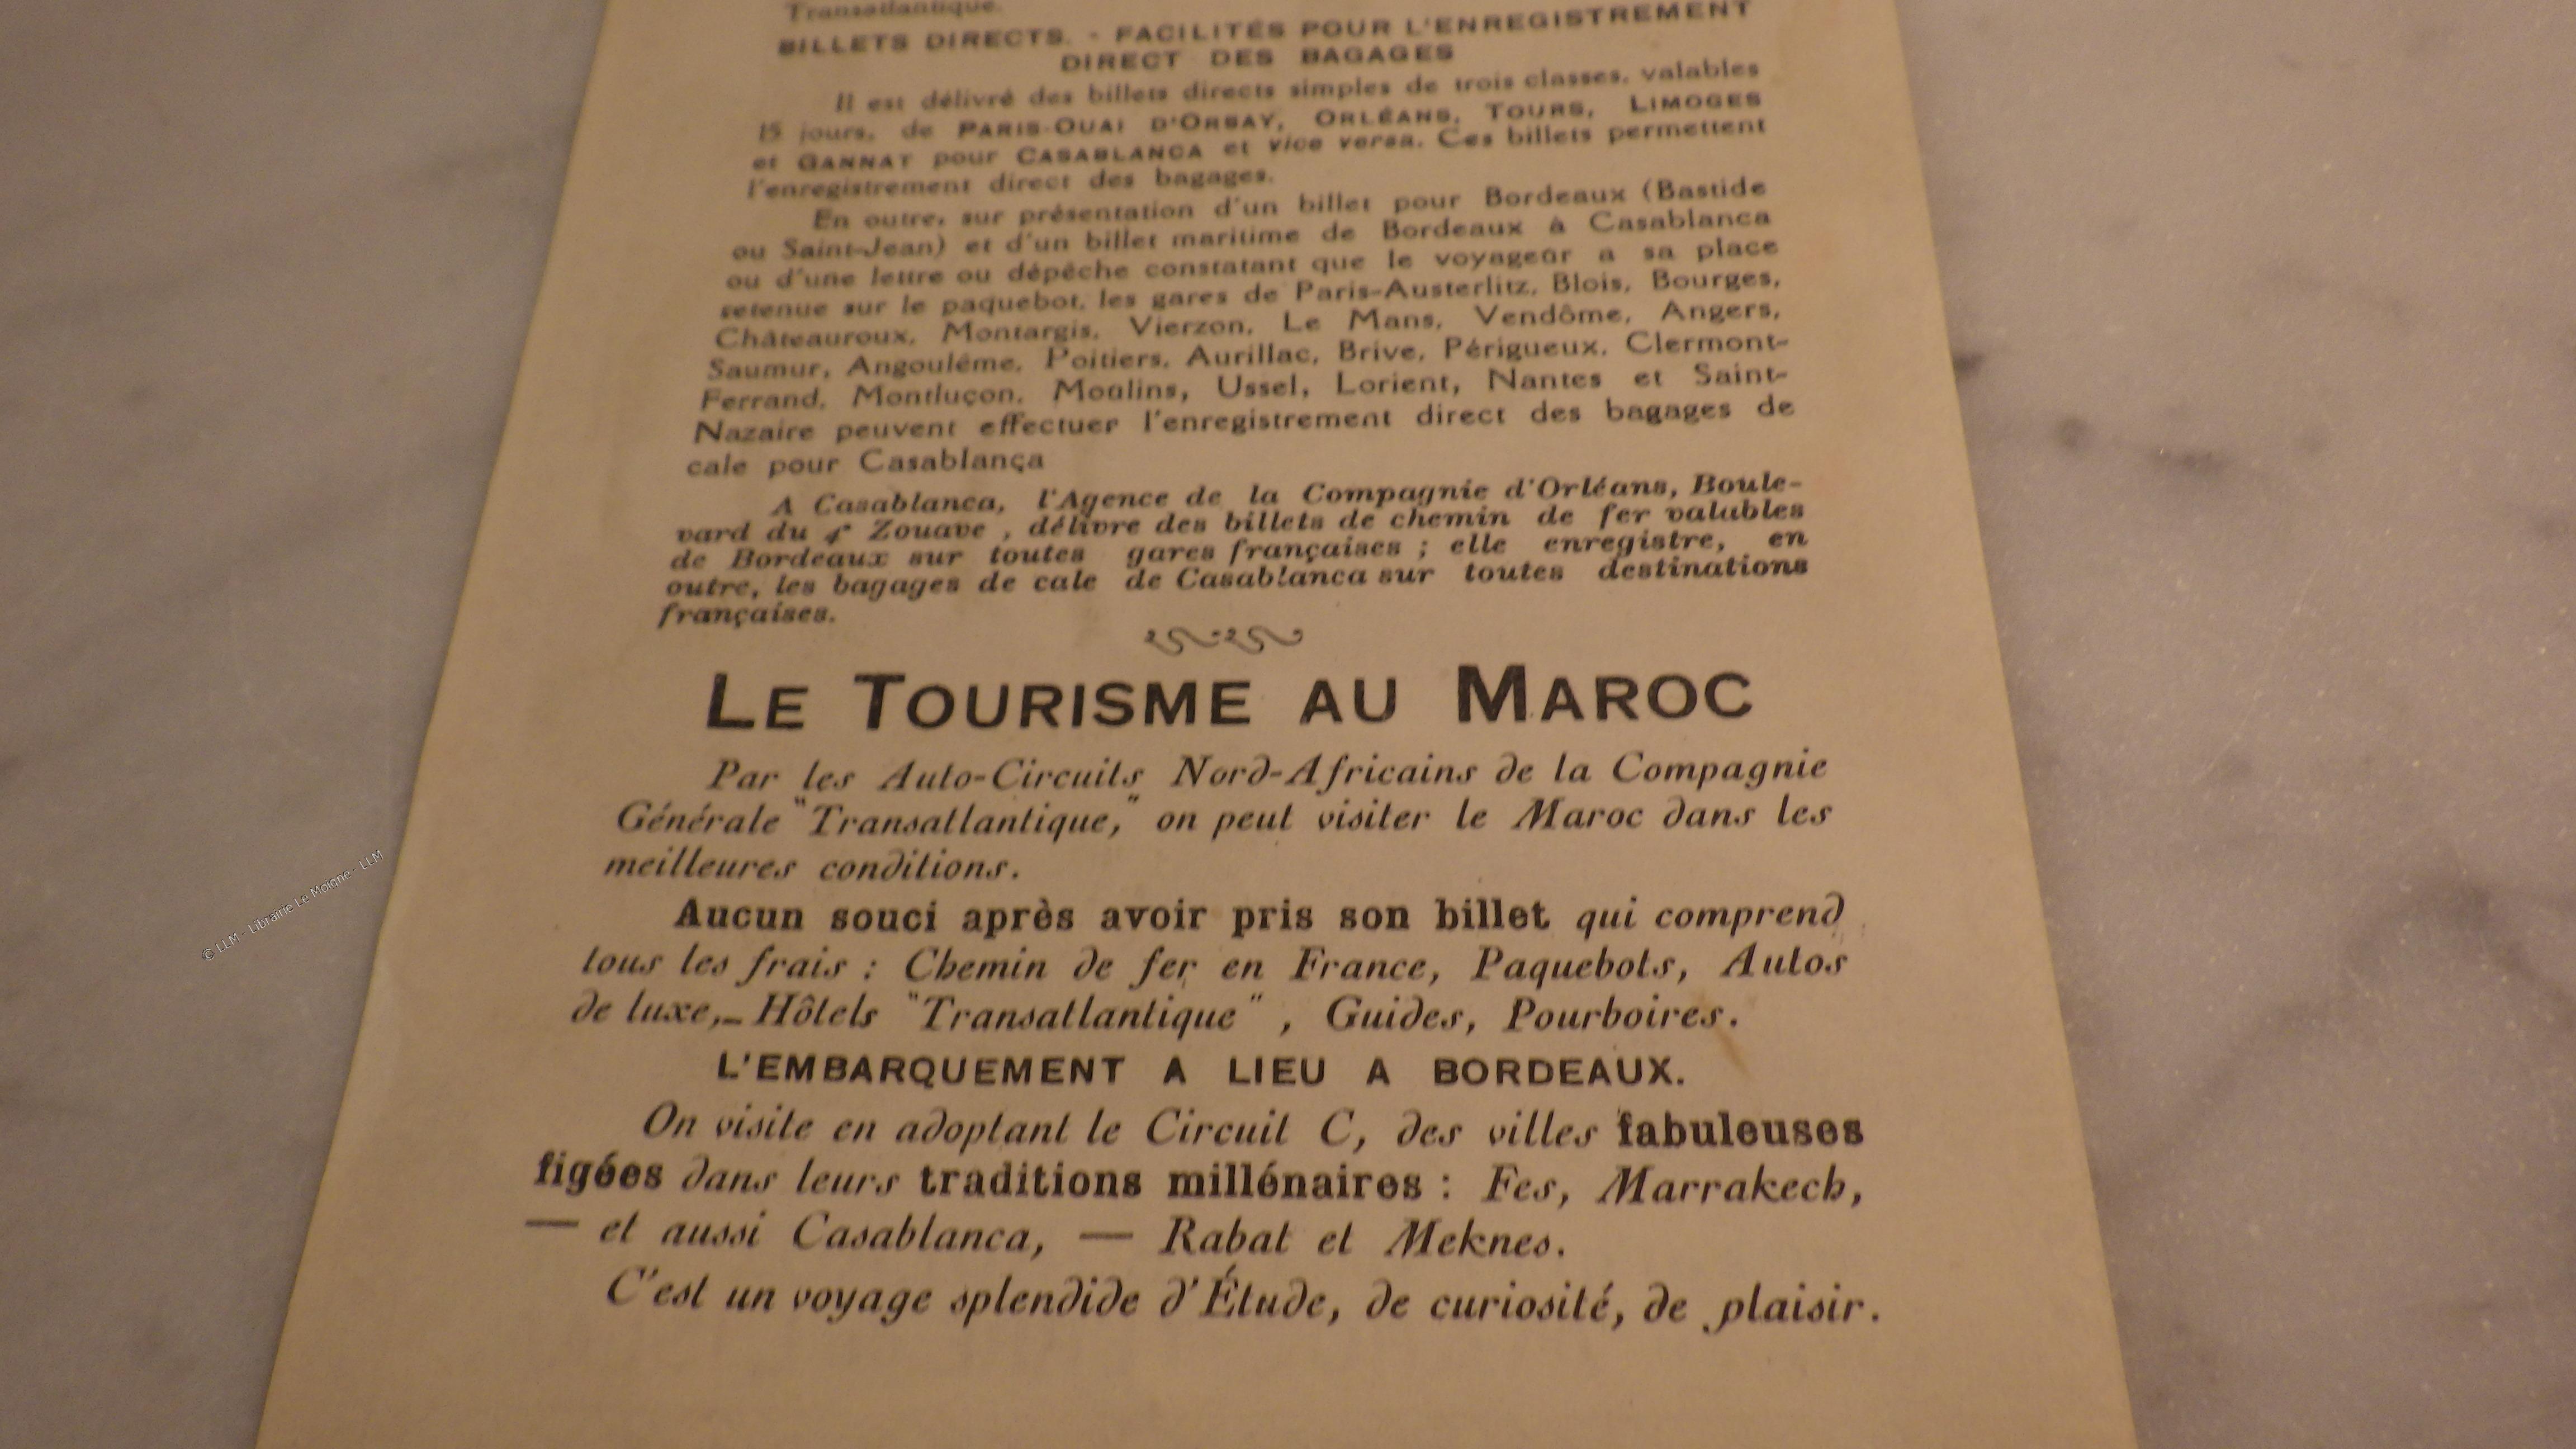 Transatlantique.
BILLETS DIRECTS. - FACILITÉS POUR L'ENREGISTREMENT
DIRECT DES BAGAGES
Il est délivré des billets directs simples de trois classes, valables
15 jours, de PARIS-QUAI D'ORSAY, ORLÉANS, TOURS, LIMOGES
et GANNAT pour CASABLANCA et vice versa. Ces billets permettent
l'enregistrement direct des bagages.
En outre, sur présentation d'un billet pour Bordeaux (Bastide
ou Saint-Jean) et d'un billet maritime de Bordeaux à Casablanca
ou d'une lettre ou dépêche constatant que le voyageur a sa place
retenue sur le paquebot, les gares de Paris-Austerlitz, Blois, Bourges,
Châteauroux, Montargis, Vierzon, Le Mans, Vendôme, Angers,
Saumur, Angoulême, Poitiers, Aurillac, Brive, Périgueux, Clermont-
Ferrand, Montluçon, Moulins, Ussel, Lorient, Nantes et Saint-
Nazaire peuvent effectuer l'enregistrement direct des bagages de
cale pour Casablança
A Casablanca, l'Agence de la Compagnie d'Orléans, Boule-
vard du 4e Zouave , délivre des billets de chemin de fer valables
de Bordeaux sur toutes gares françaises ; elle enregistre, en
outre, les bagages de cale de Casablanca sur toutes destinations
françaises.
LE TOURISME AU MAROC
Par les Auto-Circuits Nord-Africains de la Compagnie
Générale "Transatlantique," on peut visiter le Maroc dans les
meilleures conditions.
Aucun souci après avoir pris son billet qui comprend
tous les frais : Chemin de fer en France, Paquebots, Autos
de luxe,- Hôtels "Transatlantique" , Guides, Pourboires.
L'EMBARQUEMENT A LIEU A BORDEAUX.
On visite en adoptant le Circuit C, des villes fabuleuses
figées dans leurs traditions millénaires : Fes, Marrakech,
— et aussi Casablanca, — Rabat et Meknes.
C'est un voyage splendide d'Étude, de curiosité, de plaisir.
© LLM - Librairie Le Moigne - LLM